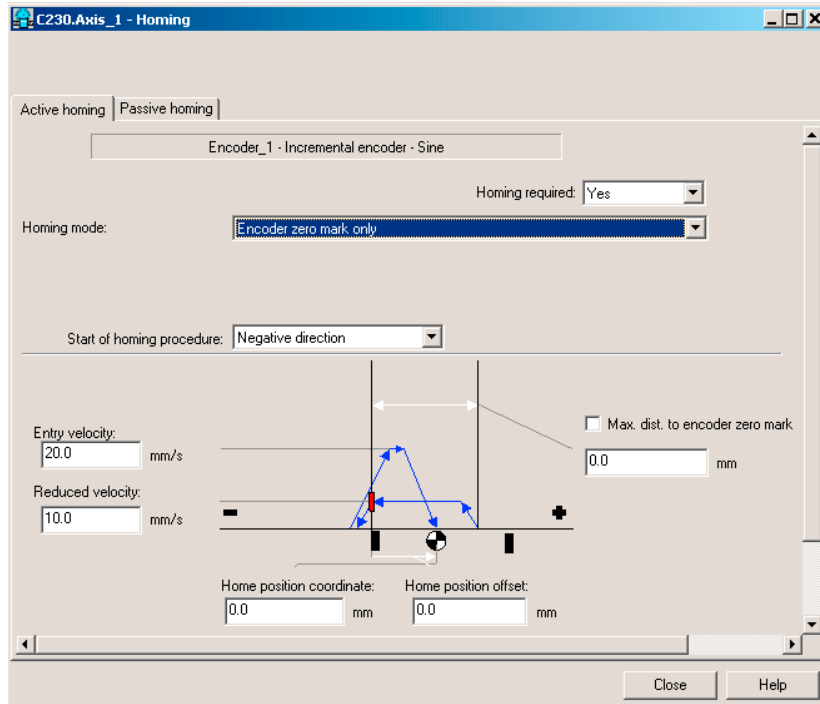 C230.Axis_1 - Homing
Active homing
Passive homing
Encoder_1 - Incremental encoder - Sine
Homing required: Yes
Homing mode: Encoder zero mark only
Start of homing procedure: Negative direction
Max. dist. to encoder zero mark
0.0 mm
Entry velocity:
20.0 mm/s
Reduced velocity:
10.0 mm/s
Home position coordinate:
0.0 mm
Home position offset:
0.0 mm
Close
Help